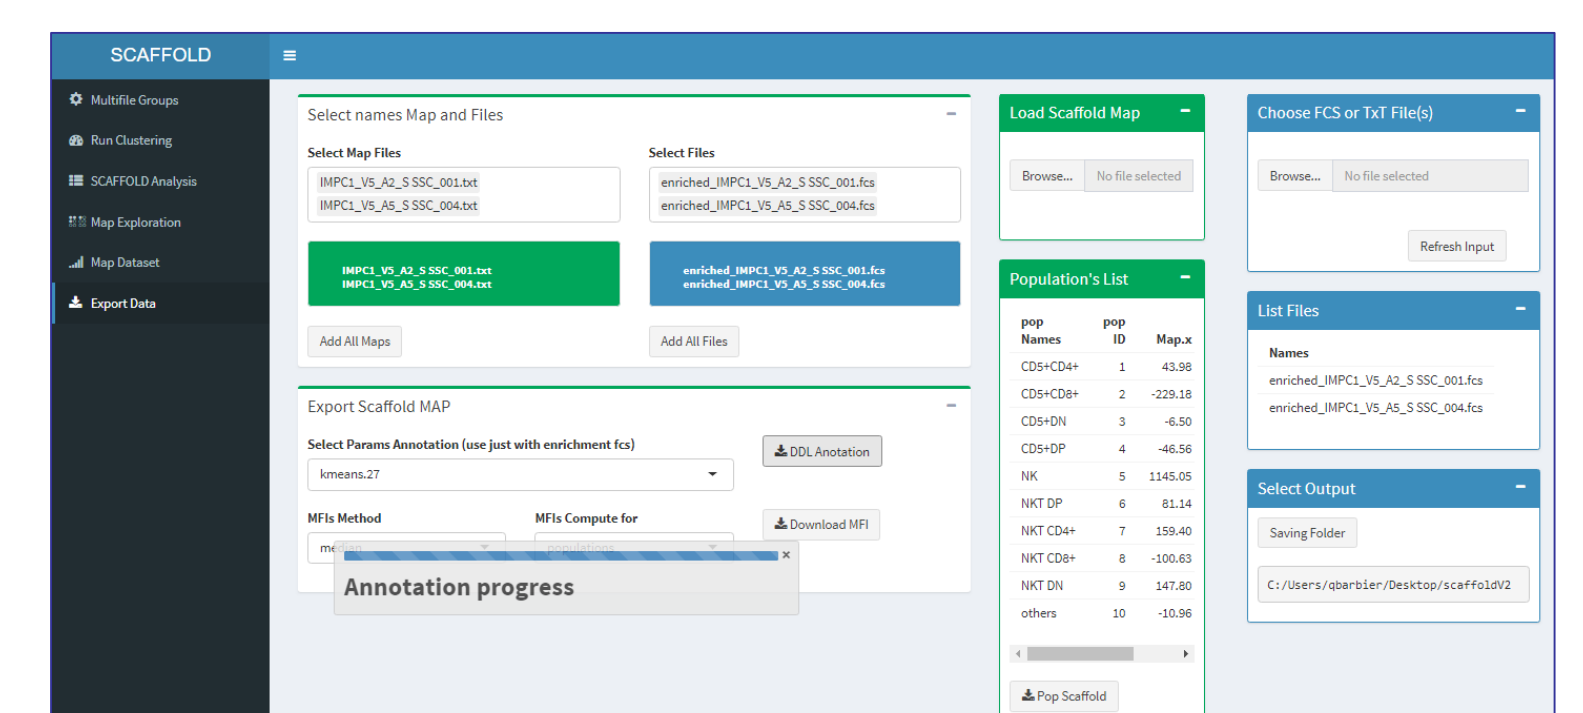 SCAFFOLD
Multifile Groups
Run Clustering
SCAFFOLD Analysis
Map Exploration
Map Dataset
Export Data
Select names Map and Files
Select Map Files
IMPC1_V5_A2_S SSC_001.txt
IMPC1_V5_A5_S SSC_004.txt
IMPC1_V5_A2_S SSC_001.txt
IMPC1_V5_A5_S SSC_004.txt
Add All Maps
Select Files
enriched_IMPC1_V5_A2_S SSC_001.fcs
enriched_IMPC1_V5_A5_S SSC_004.fcs
enriched_IMPC1_V5_A2_S SSC_001.fcs
enriched_IMPC1_V5_A5_S SSC_004.fcs
Add All Files
Export Scaffold MAP
Select Params Annotation (use just with enrichment fcs)
kmeans.27
DDL Anotation
MFIs Method
median
MFIs Compute for
populations
Download MFI
×
Annotation progress
Load Scaffold Map
Browse... No file selected
Population's List
pop Names pop ID Map.x
CD5+CD4+ 1 43.98
CD5+CD8+ 2 -229.18
CD5+DN 3 -6.50
CD5+DP 4 -46.56
NK 5 1145.05
NKT DP 6 81.14
NKT CD4+ 7 159.40
NKT CD8+ 8 -100.63
NKT DN 9 147.80
others 10 -10.96
Pop Scaffold
Choose FCS or TxT File(s)
Browse... No file selected
Refresh Input
List Files
Names
enriched_IMPC1_V5_A2_S SSC_001.fcs
enriched_IMPC1_V5_A5_S SSC_004.fcs
Select Output
Saving Folder
C:/Users/qbarbier/Desktop/scaffoldV2